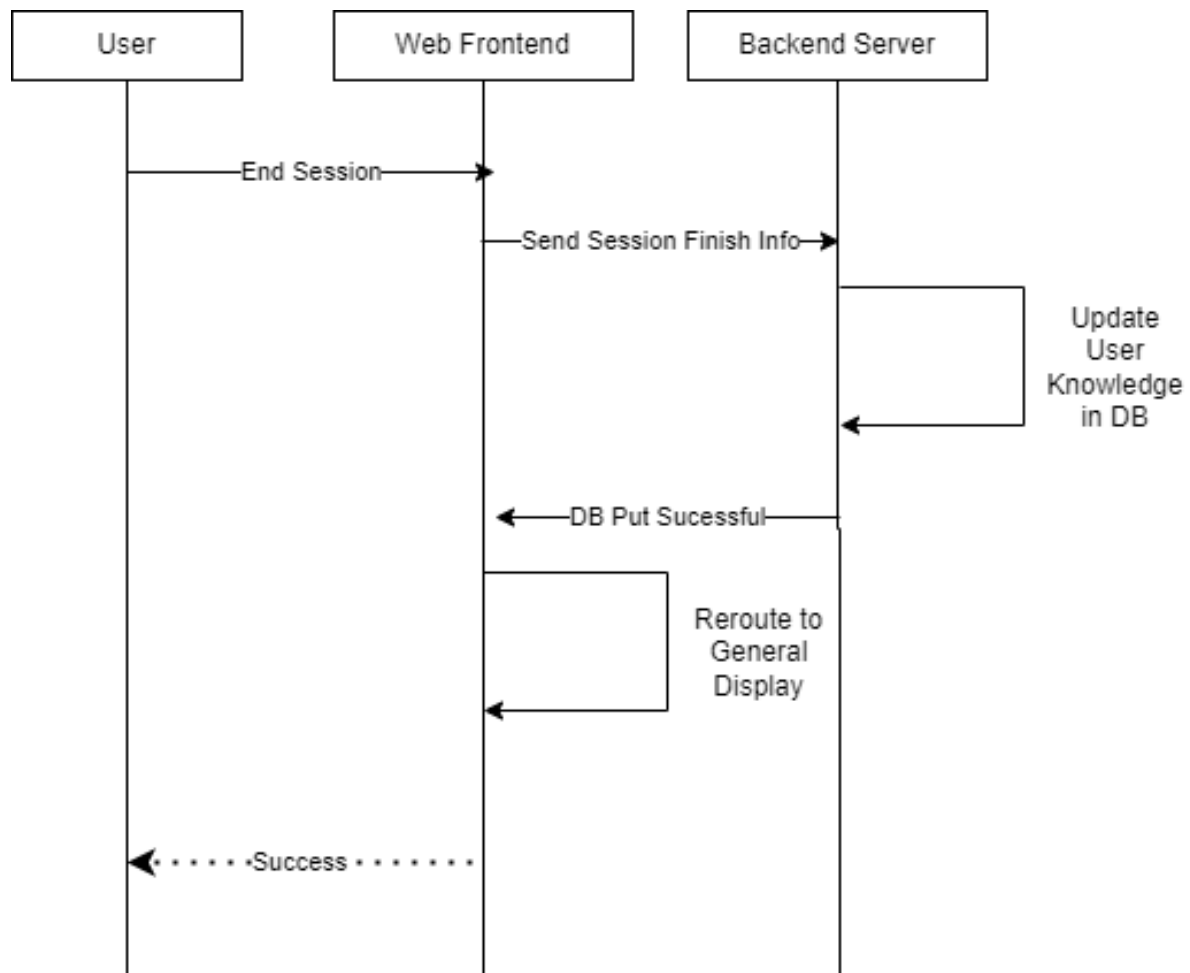 User
Web Frontend
Backend Server
End Session
Send Session Finish Info
Update
User
Knowledge
in DB
DB Put Sucessful
Reroute to
General
Display
Success